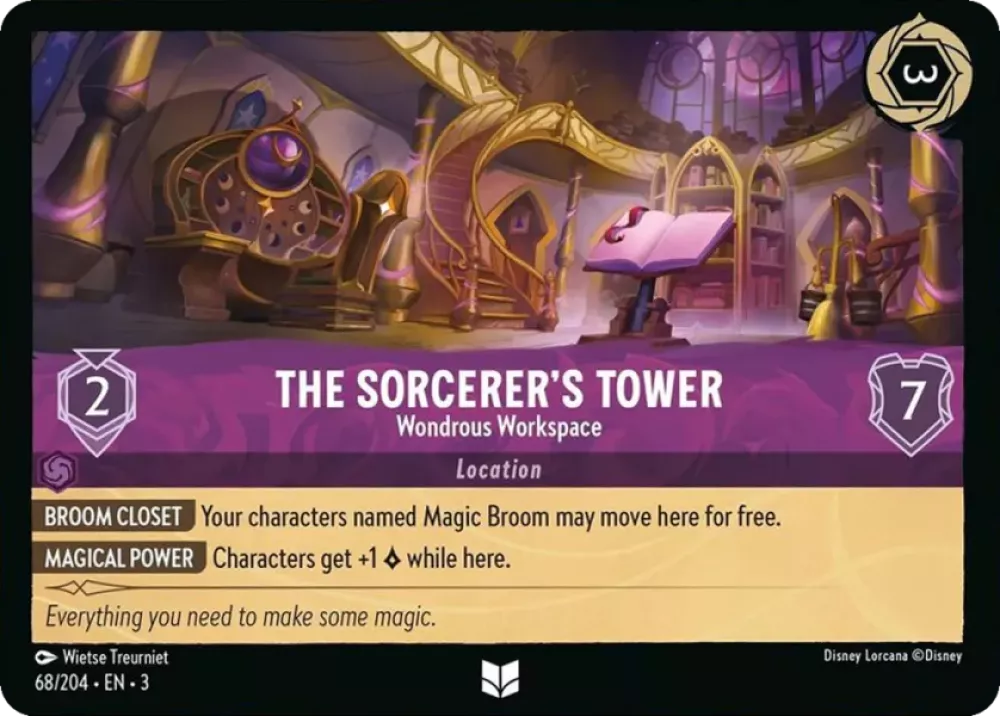 3
2
THE SORCERER'S TOWER
7
Wondrous Workspace
Location
BROOM CLOSET Your characters named Magic Broom may move here for free.
MAGICAL POWER Characters get +1 while here.
Everything you need to make some magic.
Wietse Treurniet
Disney Lorcana ©Disney
68/204 • EN • 3